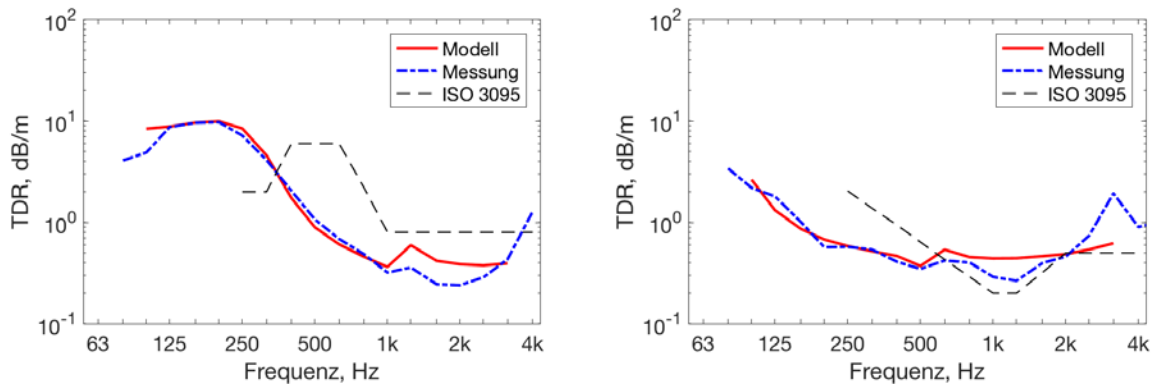 10^2
10^1
10^0
10^-1
TDR, dB/m
63 125 250 500 1k 2k 4k
Frequenz, Hz
Modell
Messung
ISO 3095
10^2
10^1
10^0
10^-1
TDR, dB/m
63 125 250 500 1k 2k 4k
Frequenz, Hz
Modell
Messung
ISO 3095